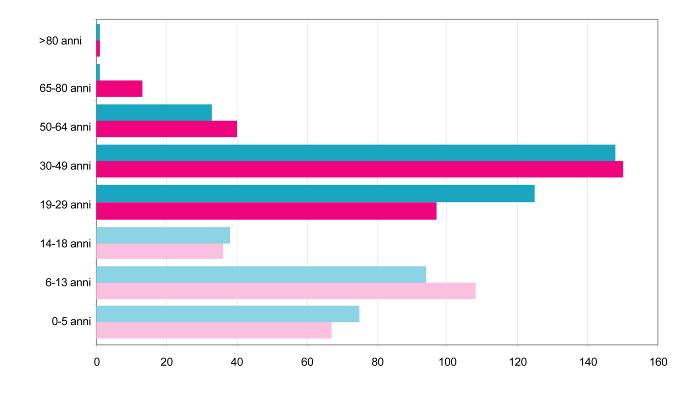 >80 anni
65-80 anni
50-64 anni
30-49 anni
19-29 anni
14-18 anni
6-13 anni
0-5 anni
0 20 40 60 80 100 120 140 160